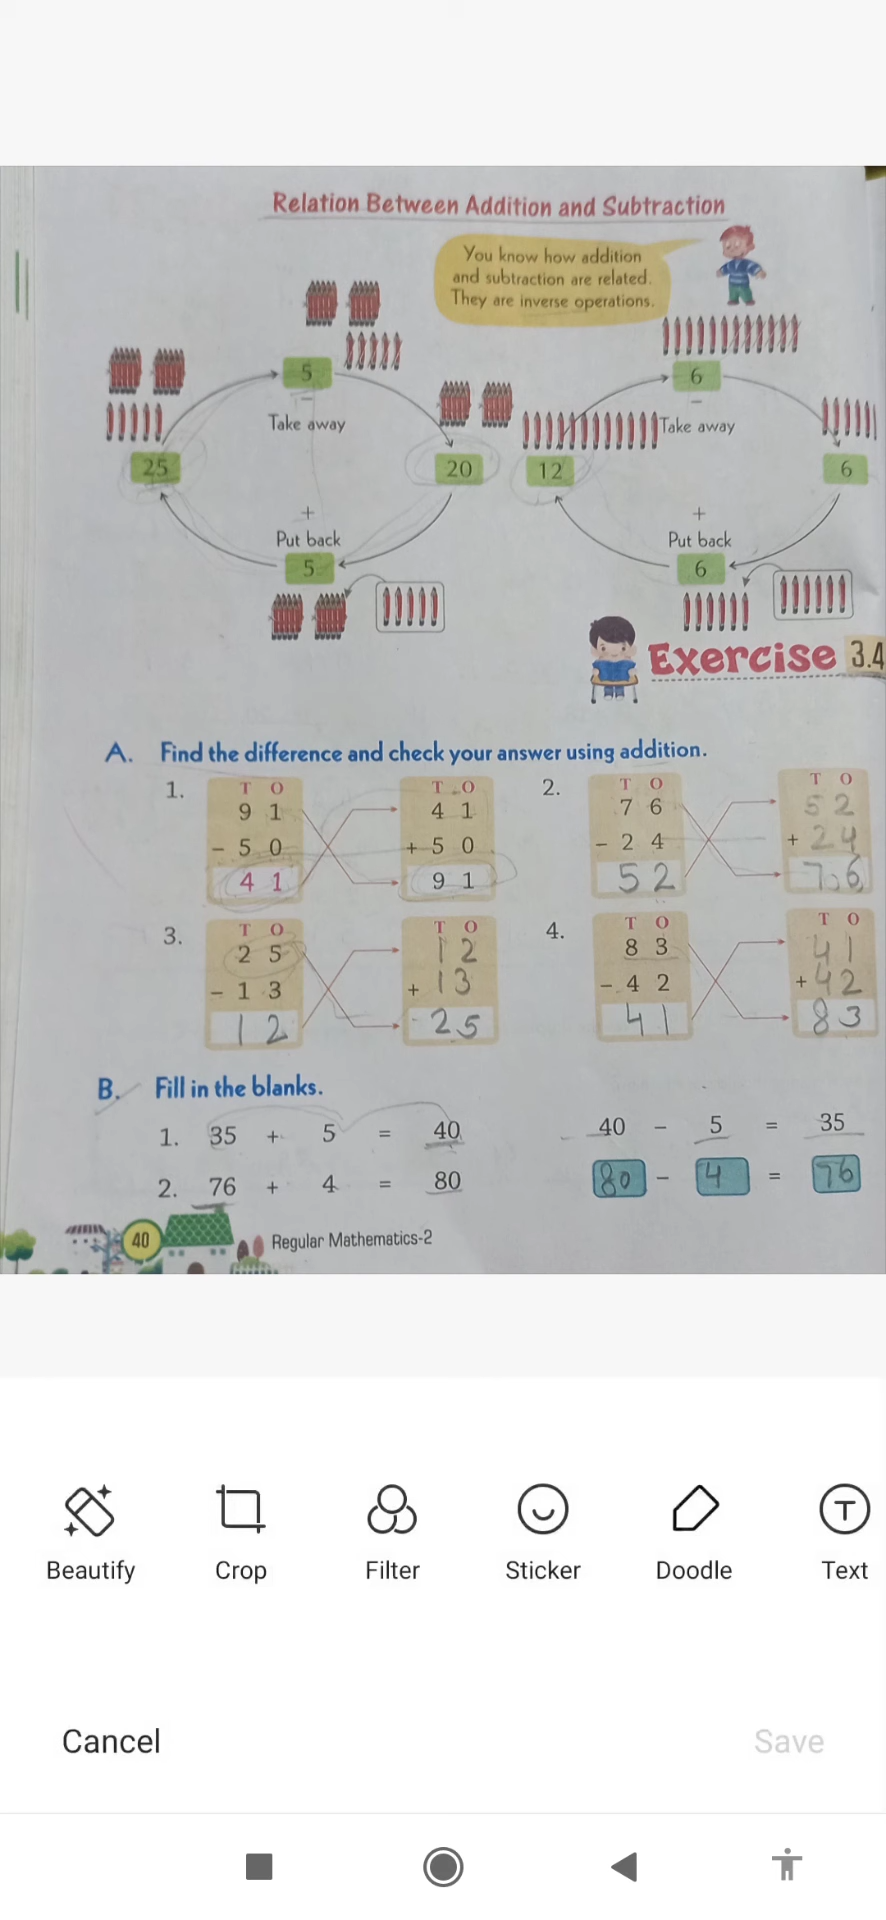 Relation Between Addition and Subtraction
You know how addition
and subtraction are related.
They are inverse operations.
5
−
Take away
25
20
+
Put back
5
6
−
Take away
12
6
+
Put back
6
Exercise 3.4
A. Find the difference and check your answer using addition.
1.
T O
9 1
− 5 0
4 1
T O
4 1
+ 5 0
9 1
2.
T O
7 6
− 2 4
5 2
T O
5 2
+ 2 4
7 6
3.
T O
2 5
− 1 3
1 2
T O
1 2
+ 1 3
2 5
4.
T O
8 3
− 4 2
4 1
T O
4 1
+ 4 2
8 3
B. Fill in the blanks.
1. 35 + 5 = 40 40 − 5 = 35
2. 76 + 4 = 80 80 − 4 = 76
40 Regular Mathematics-2
Beautify Crop Filter Sticker Doodle Text
Cancel Save